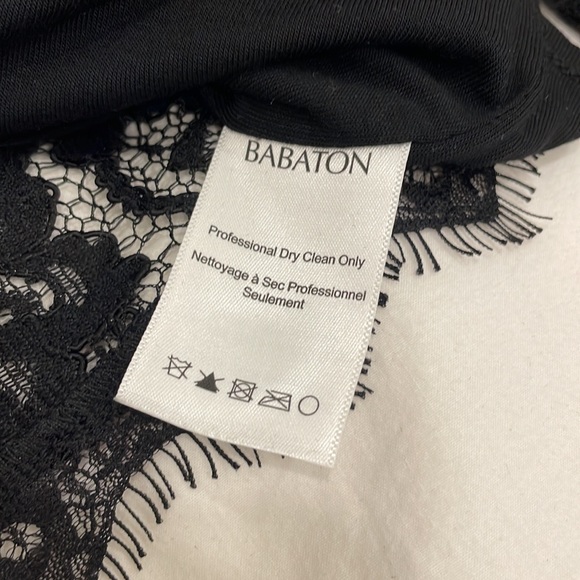 BABATON
Professional Dry Clean Only
Nettoyage à Sec Professionnel
Seulement